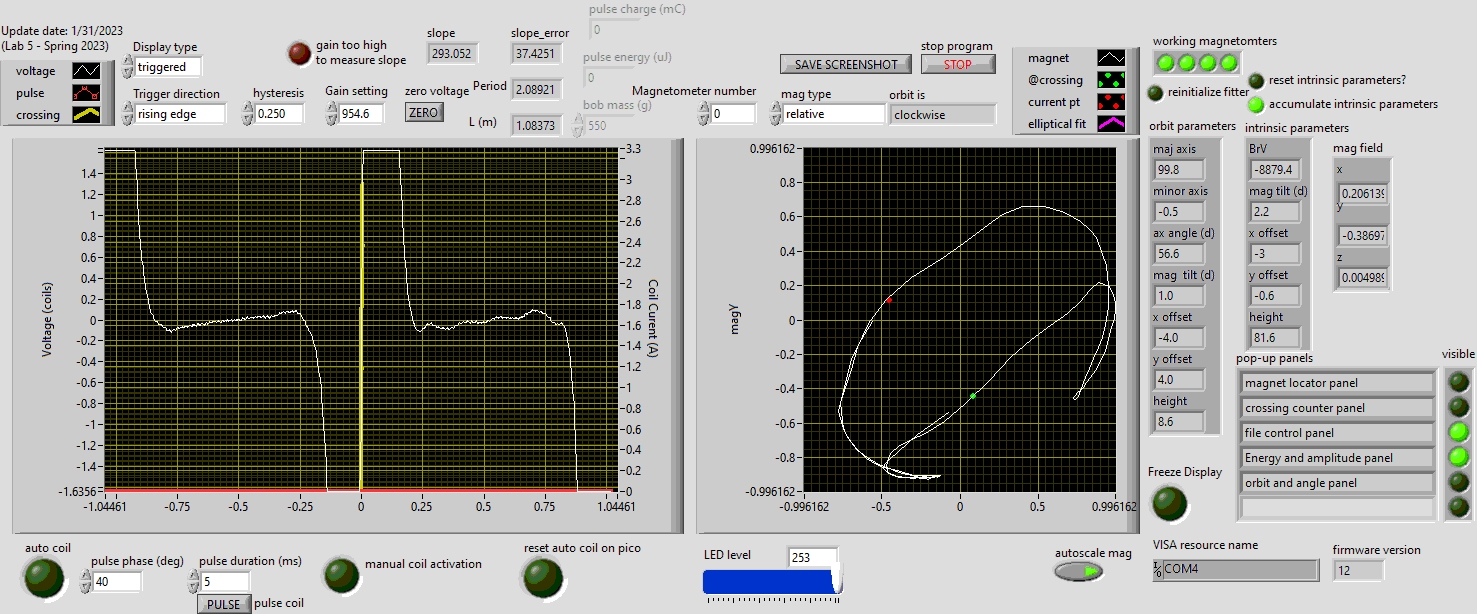 Update date: 1/31/2023
(Lab 5 - Spring 2023)
voltage
pulse
crossing
Display type
triggered
Trigger direction
rising edge
gain too high
to measure slope
hysteresis
0.250
Gain setting
954.6
slope
293.052
zero voltage
ZERO
slope_error
37.4251
Period
2.08921
L (m)
1.08373
pulse charge (mC)
0
pulse energy (uJ)
0
bob mass (g)
550
Magnetometer number
0
SAVE SCREENSHOT
stop program
STOP
mag type
relative
orbit is
clockwise
magnet
@crossing
current pt
elliptical fit
working magnetomters
reinitialize fitter
reset intrinsic parameters?
accumulate intrinsic parameters
orbit parameters
maj axis
99.8
minor axis
-0.5
ax angle (d)
56.6
mag tilt (d)
1.0
x offset
-4.0
y offset
4.0
height
8.6
intrinsic parameters
BrV
-8879.4
mag tilt (d)
2.2
x offset
-3
y offset
-0.6
height
81.6
mag field
x
0.206139
y
-0.38697
z
0.004989
Voltage (coils)
1.4
1.2
1
0.8
0.6
0.4
0.2
0
-0.2
-0.4
-0.6
-0.8
-1
-1.2
-1.4
-1.6356
-1.04461
-0.75
-0.5
-0.25
0
0.25
0.5
0.75
1.04461
3.3
3
2.8
2.6
2.4
2.2
2
1.8
1.6
1.4
1.2
1
0.8
0.6
0.4
0.2
0
Coil Current (A)
magy
0.996162
0.8
0.6
0.4
0.2
0
-0.2
-0.4
-0.6
-0.8
-0.996162
-0.996162
-0.5
0
0.5
0.996162
pop-up panels
visible
magnet locator panel
crossing counter panel
file control panel
Energy and amplitude panel
orbit and angle panel
Freeze Display
auto coil
pulse phase (deg)
40
pulse duration (ms)
5
PULSE
pulse coil
manual coil activation
reset auto coil on pico
LED level
253
autoscale mag
VISA resource name
COM4
firmware version
12